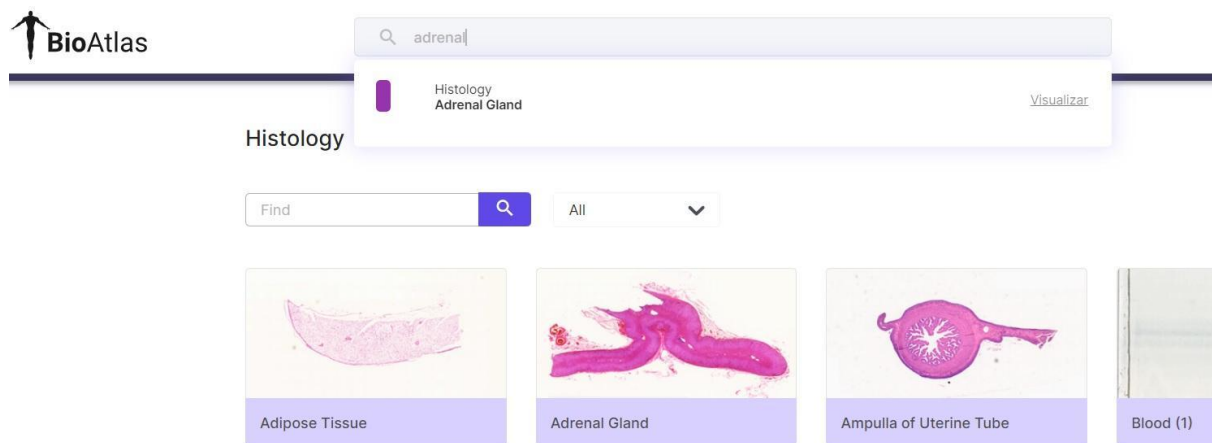 BioAtlas
adrenal
Histology
Adrenal Gland
Visualizar
Histology
Find
All
Adipose Tissue
Adrenal Gland
Ampulla of Uterine Tube
Blood (1)